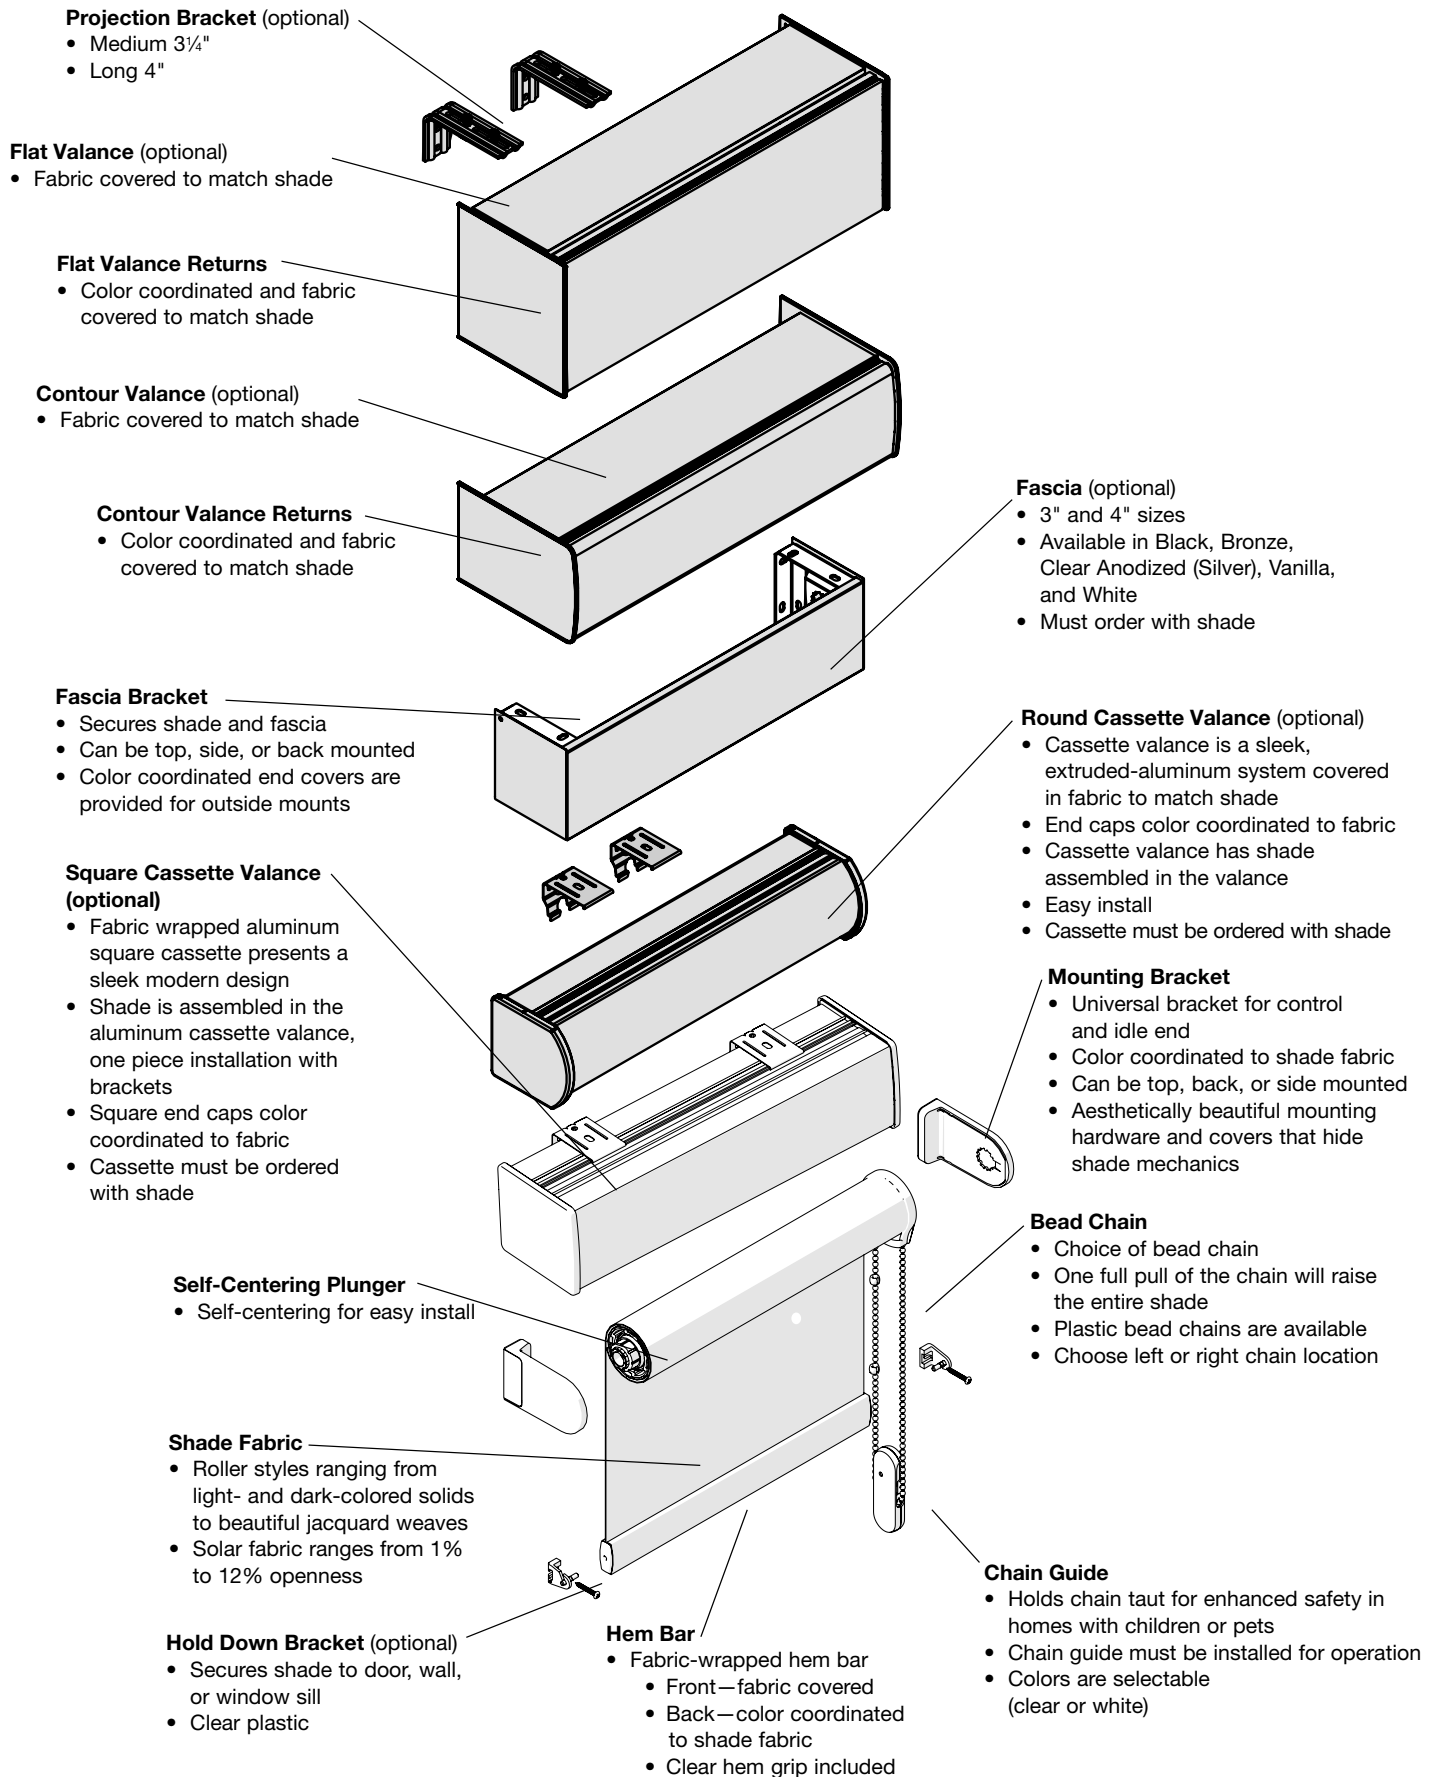 Projection Bracket (optional)
• Medium 3¼"
• Long 4"
Flat Valance (optional)
• Fabric covered to match shade
Flat Valance Returns
• Color coordinated and fabric
covered to match shade
Contour Valance (optional)
• Fabric covered to match shade
Contour Valance Returns
• Color coordinated and fabric
covered to match shade
Fascia (optional)
• 3" and 4" sizes
• Available in Black, Bronze,
Clear Anodized (Silver), Vanilla,
and White
• Must order with shade
Fascia Bracket
• Secures shade and fascia
• Can be top, side, or back mounted
• Color coordinated end covers are
provided for outside mounts
Round Cassette Valance (optional)
• Cassette valance is a sleek,
extruded-aluminum system covered
in fabric to match shade
• End caps color coordinated to fabric
• Cassette valance has shade
assembled in the valance
• Easy install
• Cassette must be ordered with shade
Square Cassette Valance
(optional)
• Fabric wrapped aluminum
square cassette presents a
sleek modern design
• Shade is assembled in the
aluminum cassette valance,
one piece installation with
brackets
• Square end caps color
coordinated to fabric
• Cassette must be ordered
with shade
Mounting Bracket
• Universal bracket for control
and idle end
• Color coordinated to shade fabric
• Can be top, back, or side mounted
• Aesthetically beautiful mounting
hardware and covers that hide
shade mechanics
Bead Chain
• Choice of bead chain
• One full pull of the chain will raise
the entire shade
• Plastic bead chains are available
• Choose left or right chain location
Self-Centering Plunger
• Self-centering for easy install
Shade Fabric
• Roller styles ranging from
light- and dark-colored solids
to beautiful jacquard weaves
• Solar fabric ranges from 1%
to 12% openness
Chain Guide
• Holds chain taut for enhanced safety in
homes with children or pets
• Chain guide must be installed for operation
• Colors are selectable
(clear or white)
Hold Down Bracket (optional)
• Secures shade to door, wall,
or window sill
• Clear plastic
Hem Bar
• Fabric-wrapped hem bar
• Front—fabric covered
• Back—color coordinated
to shade fabric
• Clear hem grip included